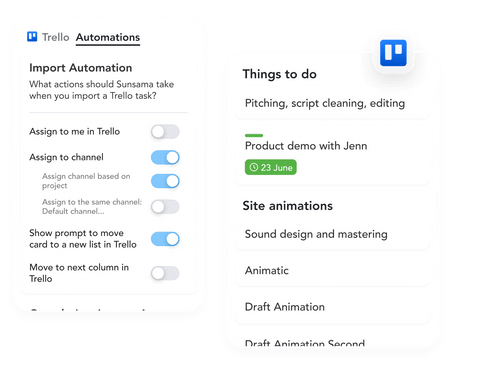 Trello Automations
Import Automation
What actions should Sunsama take
when you import a Trello task?
Assign to me in Trello
Assign to channel
Assign channel based on
project
Assign to the same channel:
Default channel...
Show prompt to move
card to a new list in Trello
Move to next column in
Trello
Things to do
Pitching, script cleaning, editing
Product demo with Jenn
23 June
Site animations
Sound design and mastering
Animatic
Draft Animation
Draft Animation Second